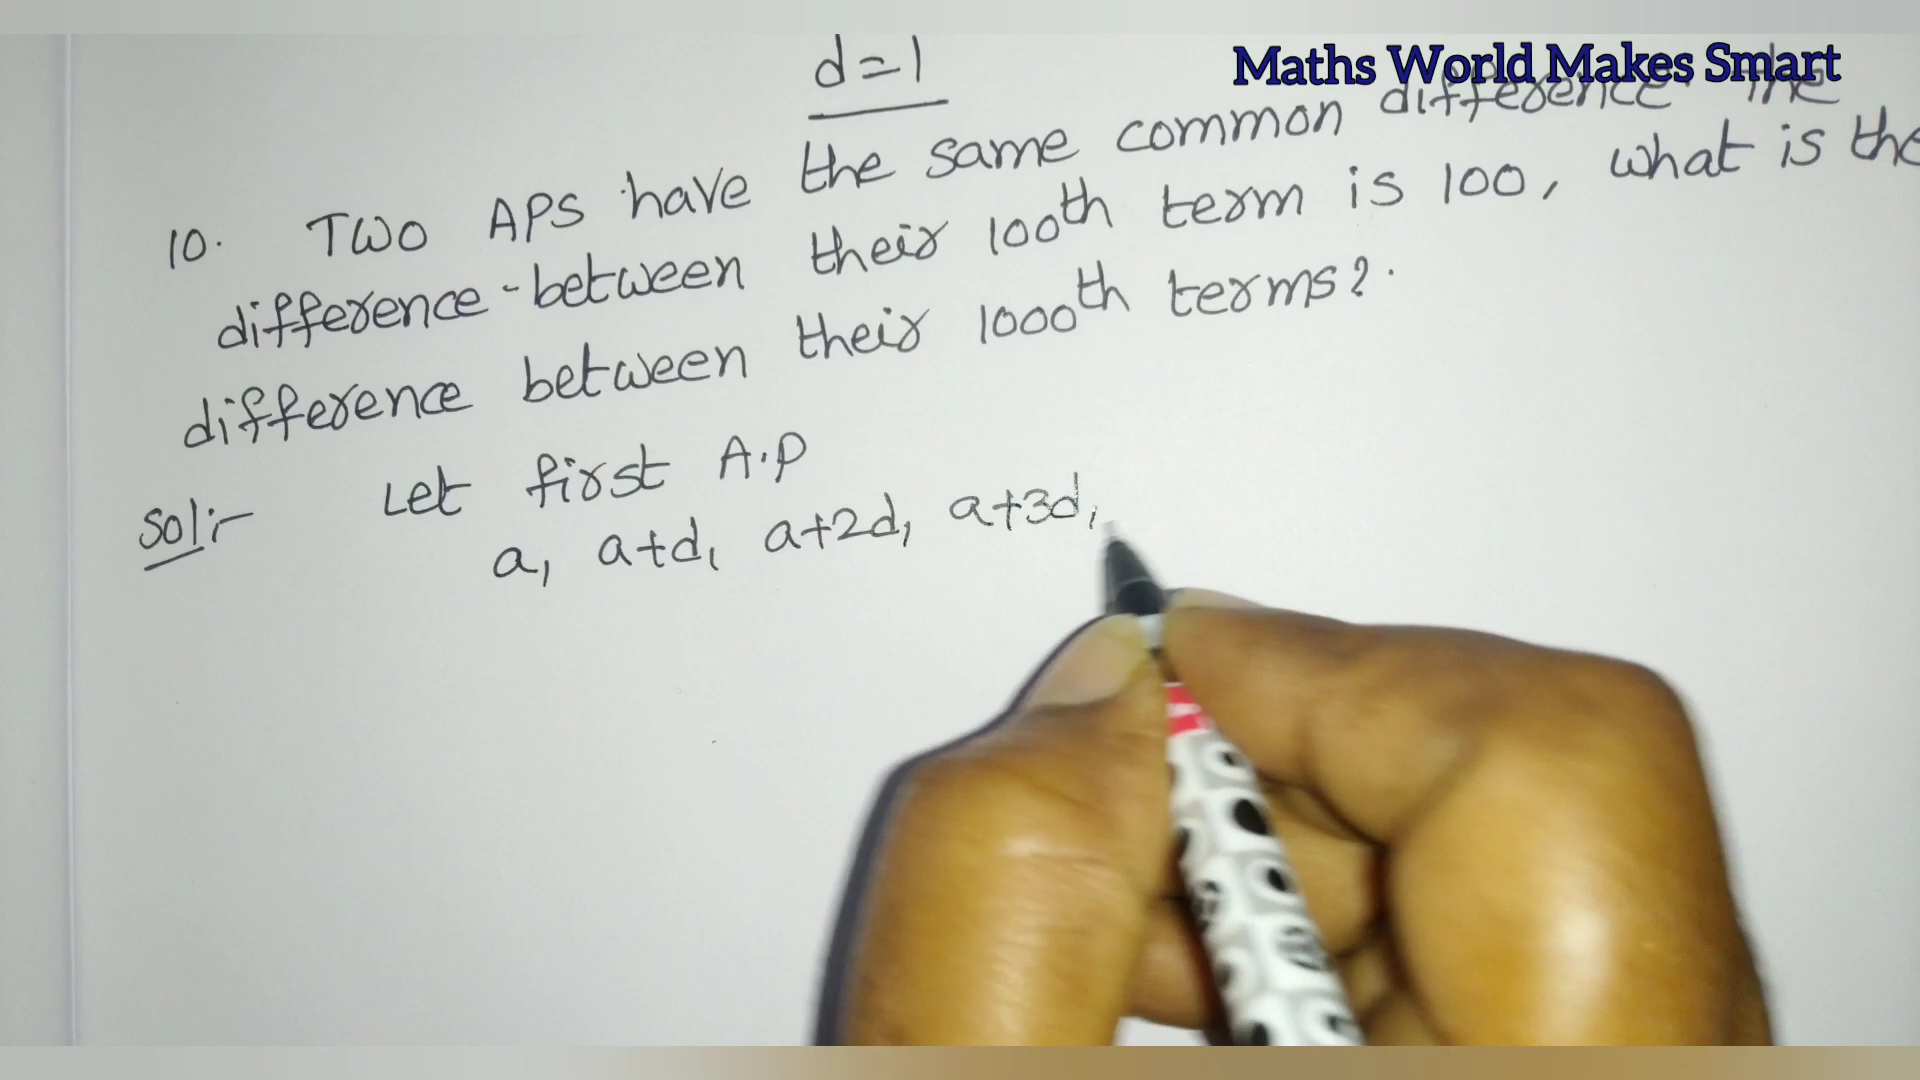 d=1
Maths World Makes Smart
10. Two APs have the same common difference. The
difference between their 100th term is 100, what is the
difference between their 1000th terms?.
Sol:- Let first A.P
a, a+d, a+2d, a+3d,